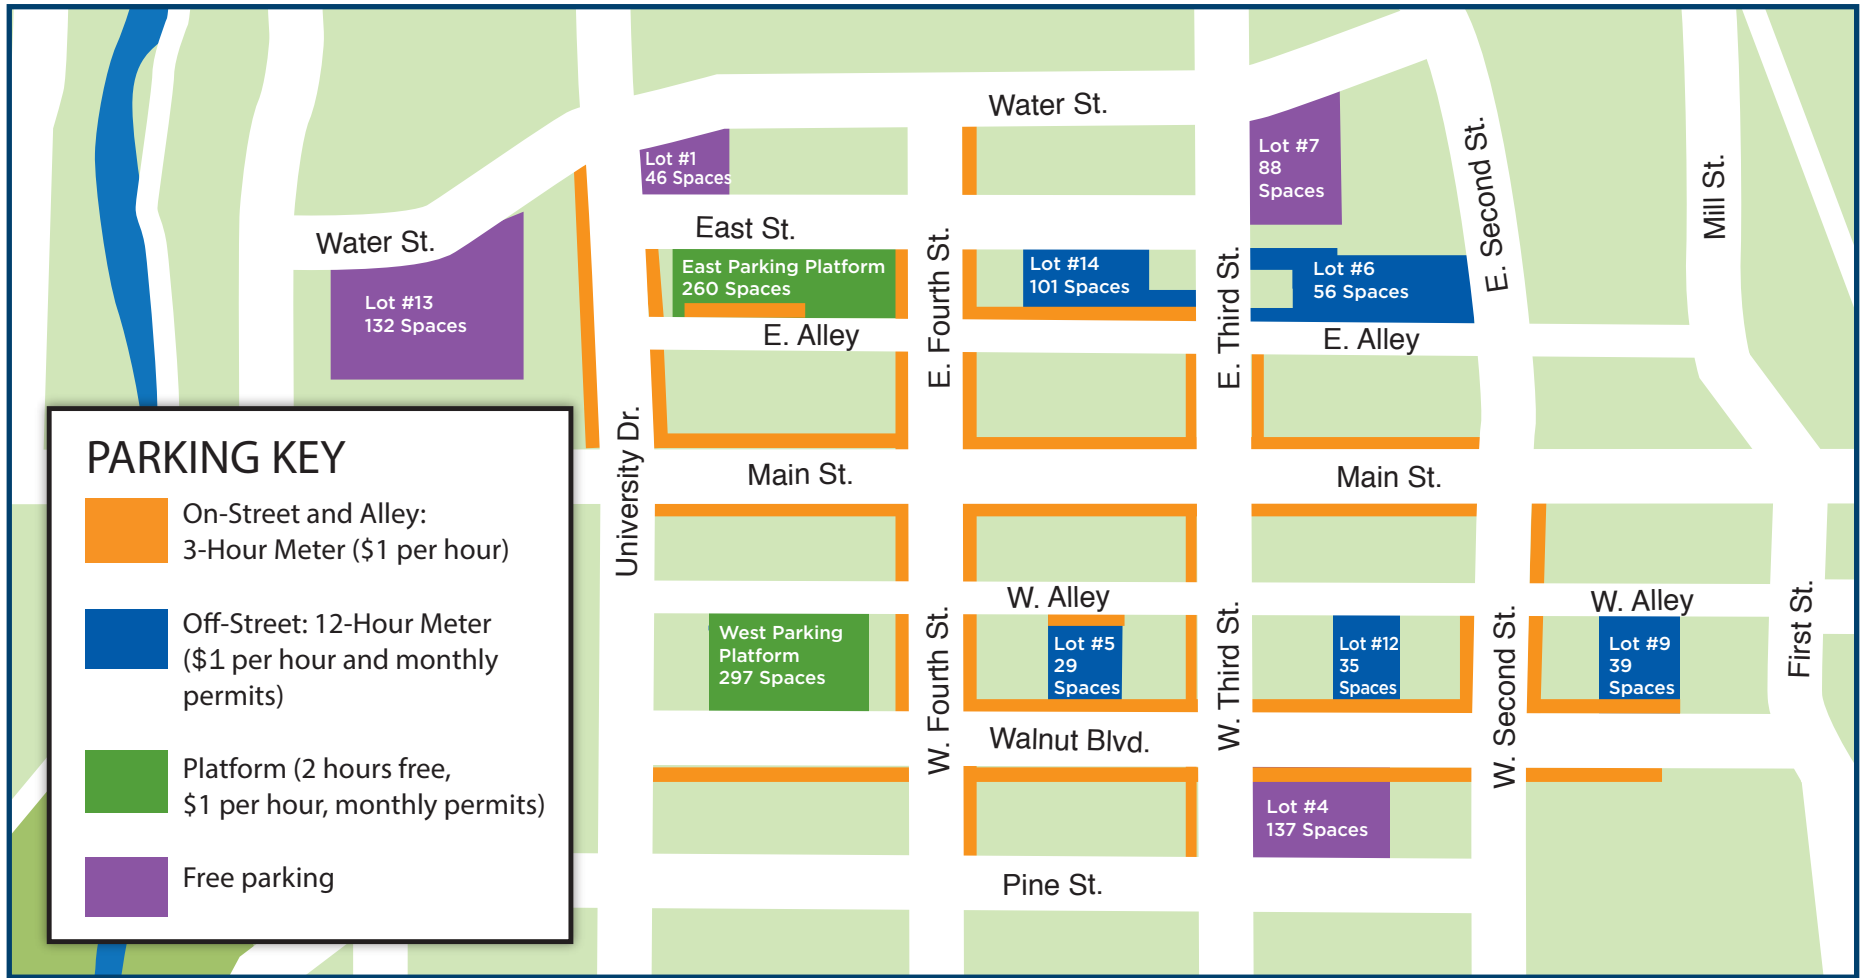 Water St.
Lot #1
46 Spaces
Lot #7
88
Spaces
E. Second St.
Mill St.
Water St.
East St.
Lot #13
132 Spaces
East Parking Platform
260 Spaces
E. Fourth St.
Lot #14
101 Spaces
E. Third St.
Lot #6
56 Spaces
E. Alley
E. Alley
University Dr.
Main St.
Main St.
PARKING KEY
On-Street and Alley:
3-Hour Meter ($1 per hour)
Off-Street: 12-Hour Meter
($1 per hour and monthly
permits)
Platform (2 hours free,
$1 per hour, monthly permits)
Free parking
W. Alley
W. Alley
West Parking
Platform
297 Spaces
W. Fourth St.
Lot #5
29
Spaces
W. Third St.
Lot #12
35
Spaces
W. Second St.
Lot #9
39
Spaces
First St.
Walnut Blvd.
Lot #4
137 Spaces
Pine St.